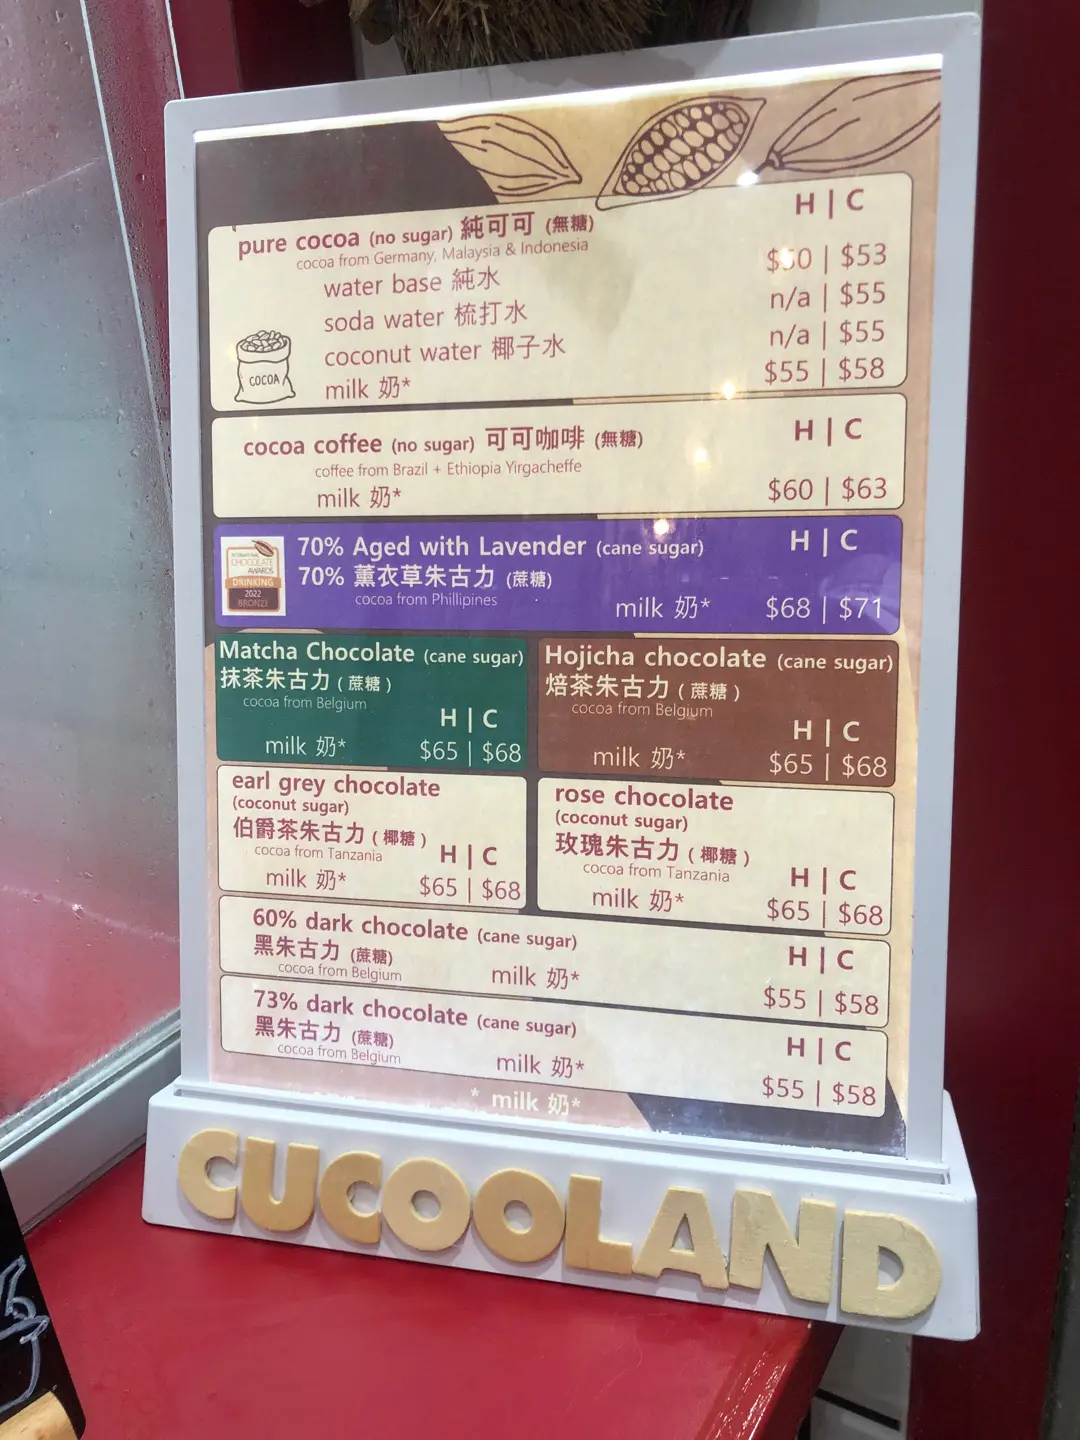 H | C
pure cocoa (no sugar) 純可可 (無糖)
cocoa from Germany, Malaysia & Indonesia
water base 純水 $50 | $53
soda water 梳打水 n/a | $55
coconut water 椰子水 n/a | $55
milk 奶* $55 | $58
COCOA
cocoa coffee (no sugar) 可可咖啡 (無糖) H | C
coffee from Brazil + Ethiopia Yirgacheffe
milk 奶* $60 | $63
INTERNATIONAL
CHOCOLATE
AWARDS
DRINKING
2022
BRONZE
70% Aged with Lavender (cane sugar) H | C
70% 薰衣草朱古力 (蔗糖)
cocoa from Phillipines
milk 奶* $68 | $71
Matcha Chocolate (cane sugar)
抹茶朱古力 (蔗糖)
cocoa from Belgium
H | C
milk 奶* $65 | $68
Hojicha chocolate (cane sugar)
焙茶朱古力 (蔗糖)
cocoa from Belgium
H | C
milk 奶* $65 | $68
earl grey chocolate
(coconut sugar)
伯爵茶朱古力 (椰糖)
cocoa from Tanzania H | C
milk 奶* $65 | $68
rose chocolate
(coconut sugar)
玫瑰朱古力 (椰糖)
cocoa from Tanzania H | C
milk 奶* $65 | $68
60% dark chocolate (cane sugar)
黑朱古力 (蔗糖) H | C
cocoa from Belgium
milk 奶* $55 | $58
73% dark chocolate (cane sugar)
黑朱古力 (蔗糖) H | C
cocoa from Belgium
milk 奶* $55 | $58
* milk 奶*
CUCOOLAND